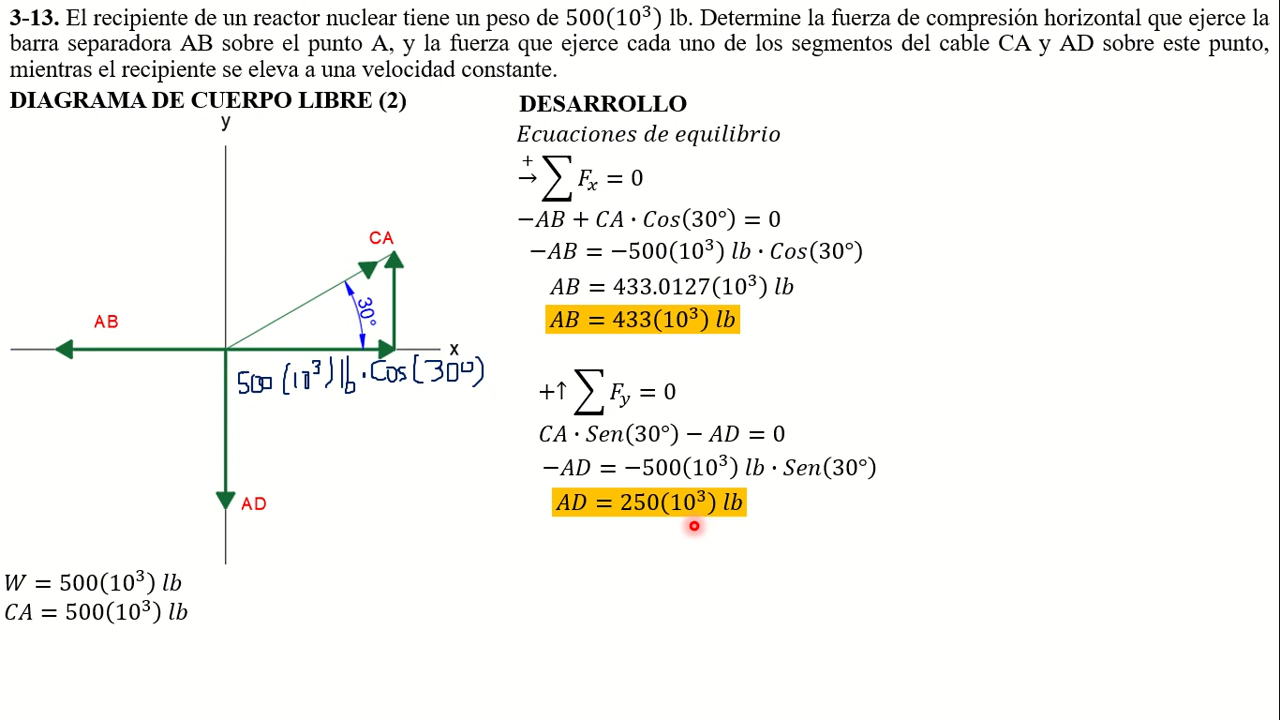 3-13. El recipiente de un reactor nuclear tiene un peso de 500(10³) lb. Determine la fuerza de compresión horizontal que ejerce la
barra separadora AB sobre el punto A, y la fuerza que ejerce cada uno de los segmentos del cable CA y AD sobre este punto,
mientras el recipiente se eleva a una velocidad constante.
DIAGRAMA DE CUERPO LIBRE (2)
y
CA
30°
AB
x
500(10³)lb·Cos(30°)
AD
W = 500(10³) lb
CA = 500(10³) lb
DESARROLLO
Ecuaciones de equilibrio
+
→ ∑ Fₓ = 0
−AB + CA · Cos(30°) = 0
−AB = −500(10³) lb · Cos(30°)
AB = 433.0127(10³) lb
AB = 433(10³) lb
+↑ ∑ F_y = 0
CA · Sen(30°) − AD = 0
−AD = −500(10³) lb · Sen(30°)
AD = 250(10³) lb